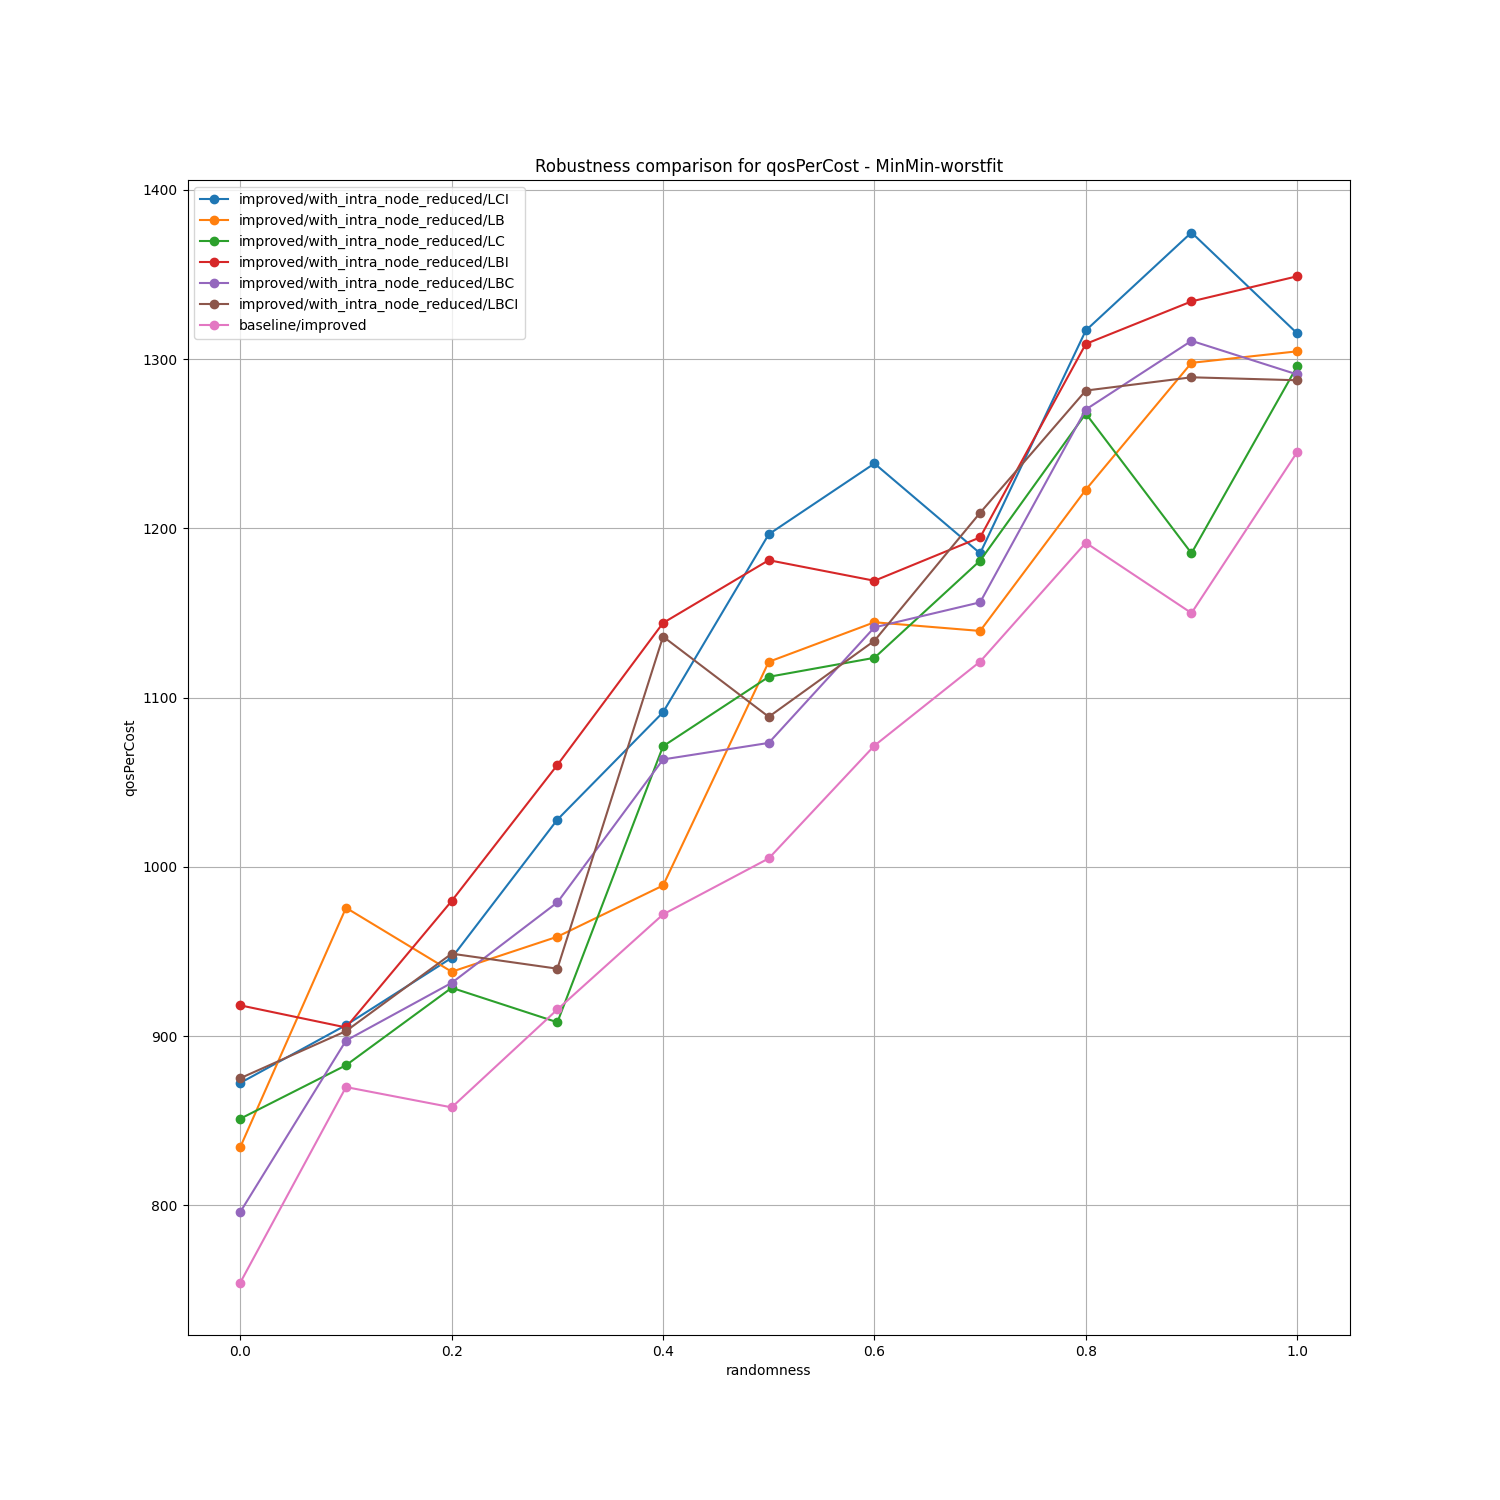 Robustness comparison for qosPerCost - MinMin-worstfit
improved/with_intra_node_reduced/LCI
improved/with_intra_node_reduced/LB
improved/with_intra_node_reduced/LC
improved/with_intra_node_reduced/LBI
improved/with_intra_node_reduced/LBC
improved/with_intra_node_reduced/LBCI
baseline/improved
1400
1300
1200
1100
1000
900
800
qosPerCost
0.0 0.2 0.4 0.6 0.8 1.0
randomness